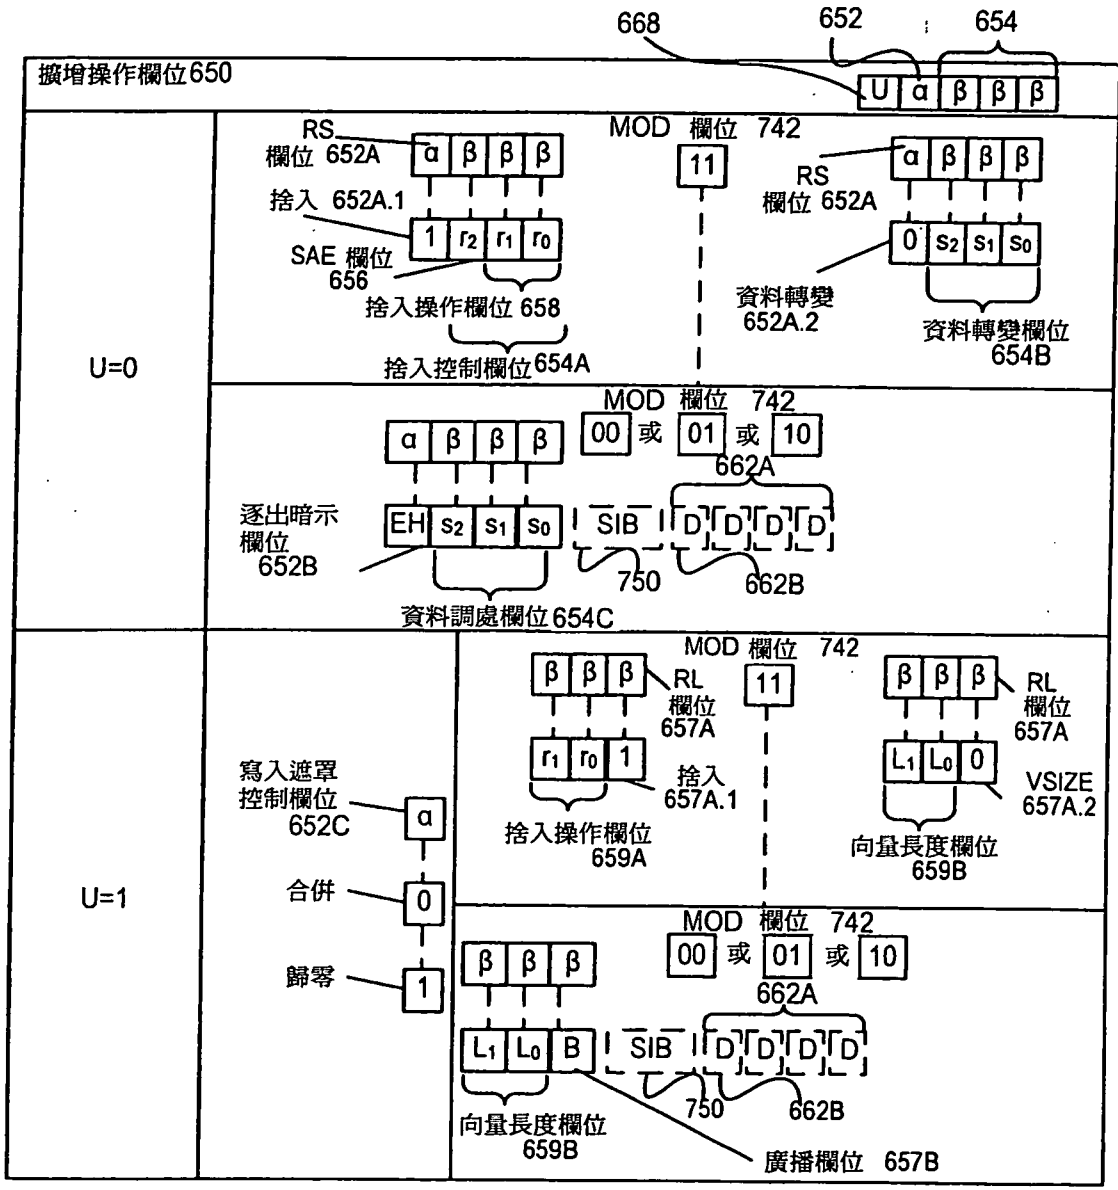 668
652
654
擴增操作欄位650
U α β β β
U=0
RS
欄位 652A
α β β β
捨入 652A.1
1 r2 r1 r0
SAE 欄位
656
捨入操作欄位 658
捨入控制欄位 654A
MOD 欄位 742
11
α β β β
RS
欄位 652A
0 s2 s1 s0
資料轉變
652A.2
資料轉變欄位
654B
MOD 欄位 742
00 或 01 或 10
α β β β
662A
逐出暗示
欄位
652B
EH s2 s1 s0
SIB
D D D D
750
662B
資料調處欄位 654C
U=1
寫入遮罩
控制欄位
652C
α
合併
0
歸零
1
MOD 欄位 742
11
β β β
RL
欄位
657A
r1 r0 1
捨入
657A.1
捨入操作欄位
659A
β β β
RL
欄位
657A
L1 L0 0
VSIZE
657A.2
向量長度欄位
659B
MOD 欄位 742
00 或 01 或 10
β β β
662A
L1 L0 B
SIB
D D D D
750
662B
向量長度欄位
659B
廣播欄位 657B